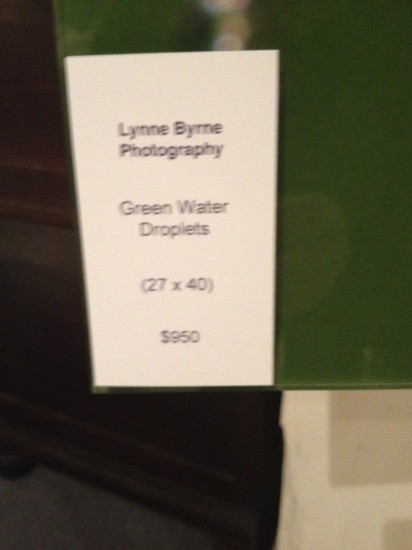 Lynne Byrne
Photography
Green Water
Droplets
(27 x 40)
$950